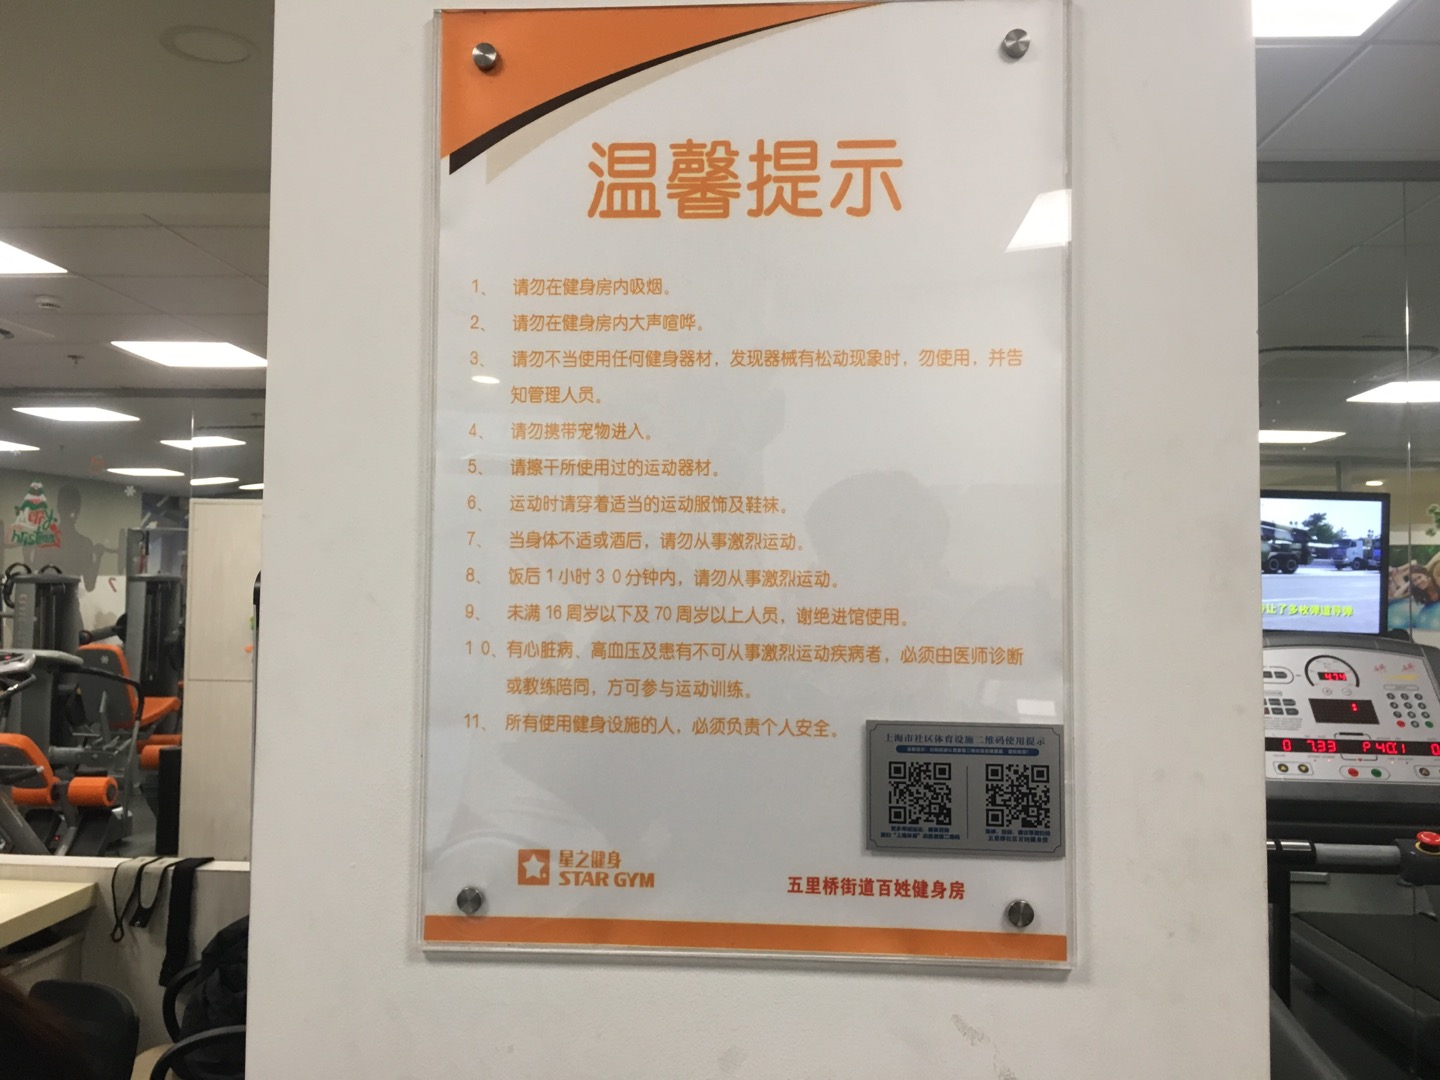 温馨提示
1、 请勿在健身房内吸烟。
2、 请勿在健身房内大声喧哗。
3、 请勿不当使用任何健身器材，发现器械有松动现象时，勿使用，并告
知管理人员。
4、 请勿携带宠物进入。
5、 请擦干所使用过的运动器材。
6、 运动时请穿着适当的运动服饰及鞋袜。
7、 当身体不适或酒后，请勿从事激烈运动。
8、 饭后1小时30分钟内，请勿从事激烈运动。
9、 未满16周岁以下及70周岁以上人员，谢绝进馆使用。
10、有心脏病、高血压及患有不可从事激烈运动疾病者，必须由医师诊断
或教练陪同，方可参与运动训练。
11、 所有使用健身设施的人，必须负责个人安全。
上海市社区体育设施二维码使用提示
星之健身
STAR GYM
五里桥街道百姓健身房
让了多枚弹道导弹
0 7.33